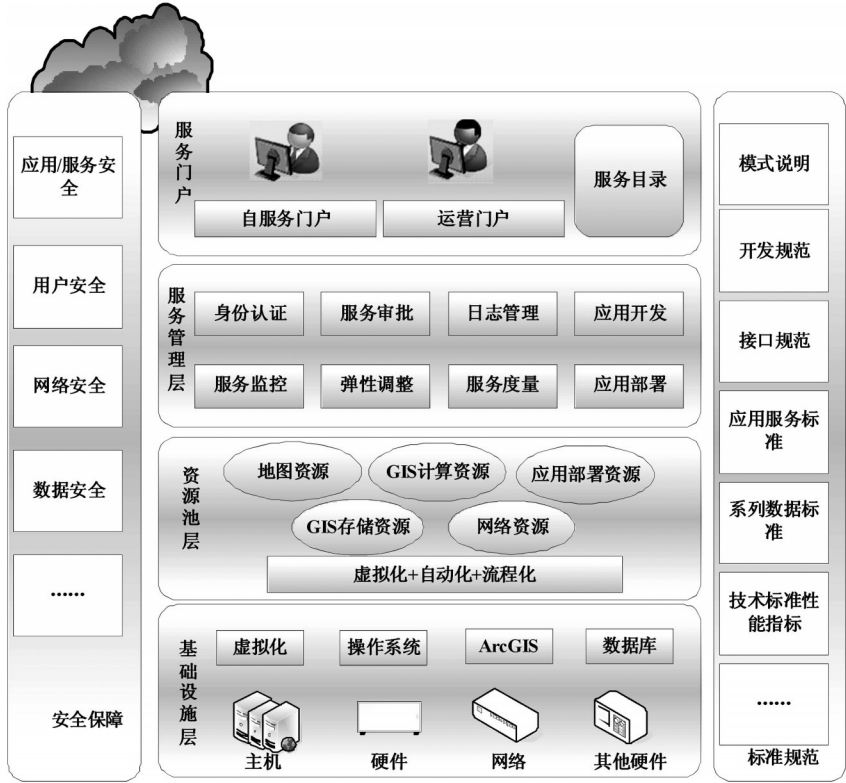 应用/服务安
全
用户安全
网络安全
数据安全
......
安全保障
服务门户
自服务门户
运营门户
服务目录
服务管理层
身份认证
服务审批
日志管理
应用开发
服务监控
弹性调整
服务度量
应用部署
资源池层
地图资源
GIS计算资源
应用部署资源
GIS存储资源
网络资源
虚拟化+自动化+流程化
基础设施层
虚拟化
操作系统
ArcGIS
数据库
主机
硬件
网络
其他硬件
模式说明
开发规范
接口规范
应用服务标
准
系列数据标
准
技术标准性
能指标
......
标准规范